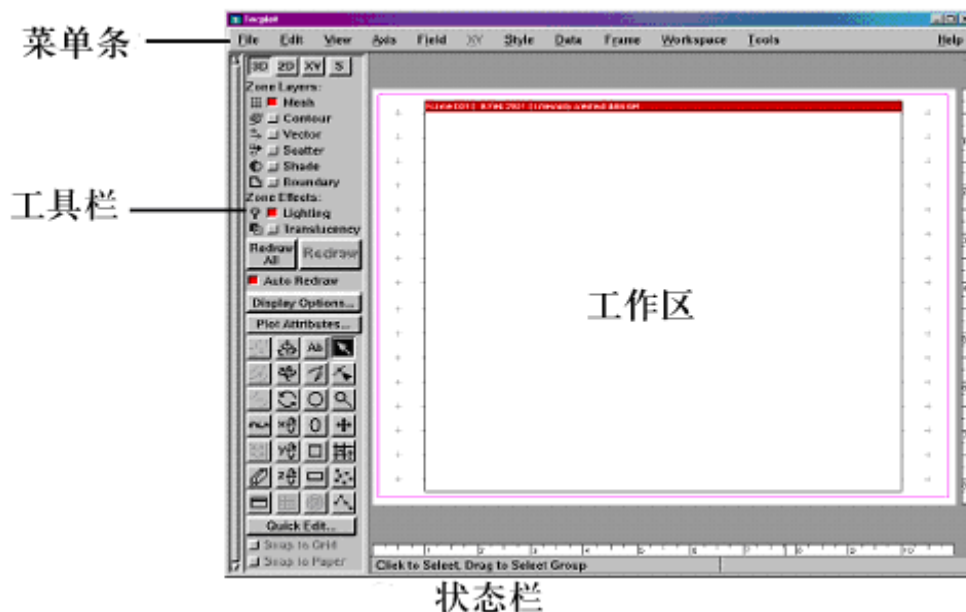 Tecplot
菜单条
File Edit View Axis Field XY Style Data Frame Workspace Tools Help
3D 2D XY S
Zone Layers:
Mesh
Contour
Vector
Scatter
Shade
Boundary
Zone Effects:
工具栏
Lighting
Translucency
Redraw All Redraw
Auto Redraw
Display Options...
工作区
Plot Attributes...
Ab
Quick Edit...
Snap to Grid
Snap to Paper
Click to Select, Drag to Select Group
状态栏